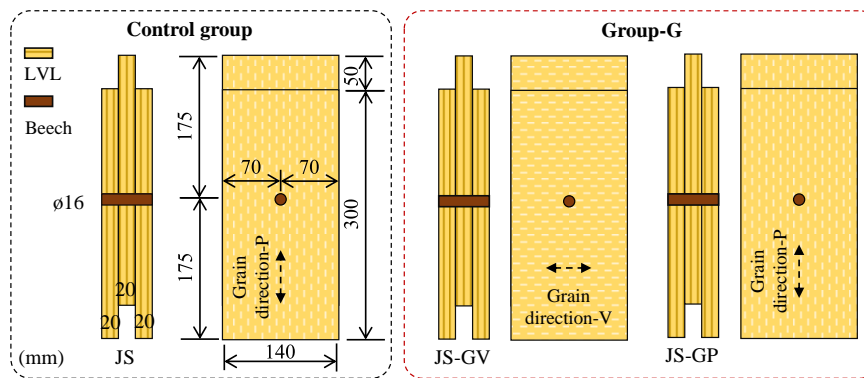 Control group
LVL
Beech
ø16
(mm)
20
20
20
JS
175
175
70
70
50
300
Grain
direction-P
140
Group-G
JS-GV
Grain
direction-V
JS-GP
Grain
direction-P